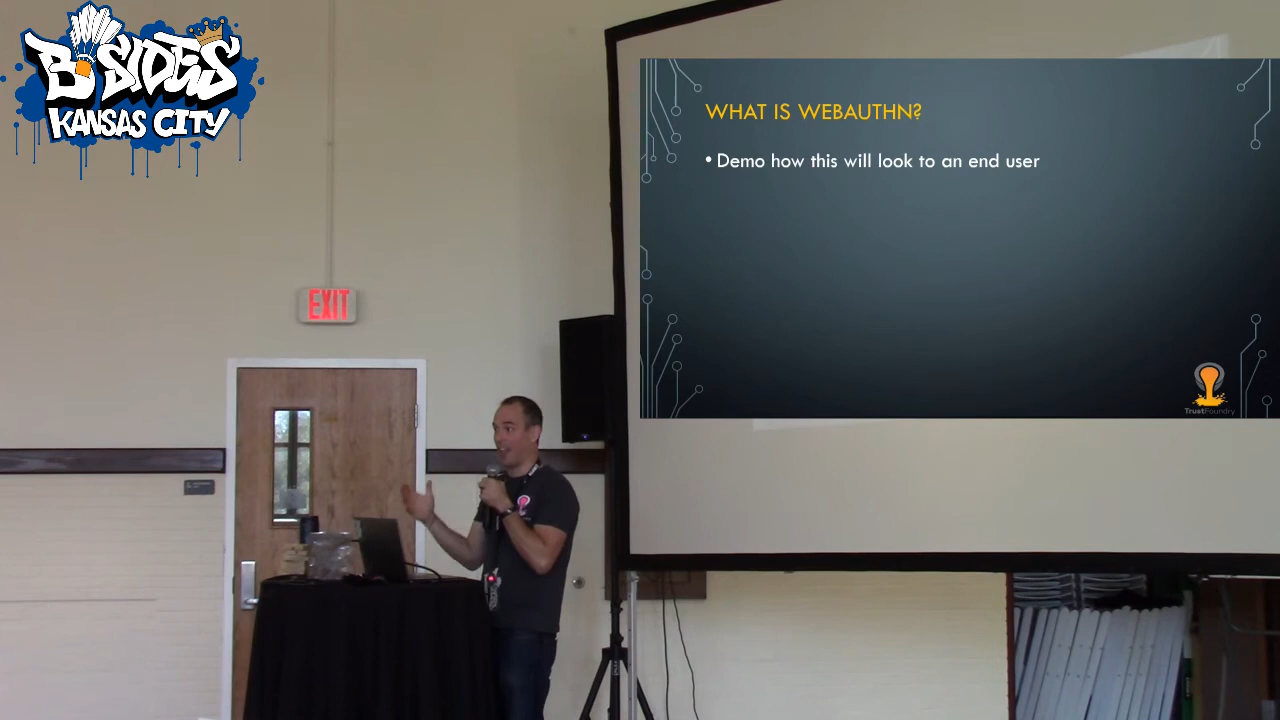 B-SIDES
KANSAS CITY
WHAT IS WEBAUTHN?
• Demo how this will look to an end user
TrustFoundry
EXIT